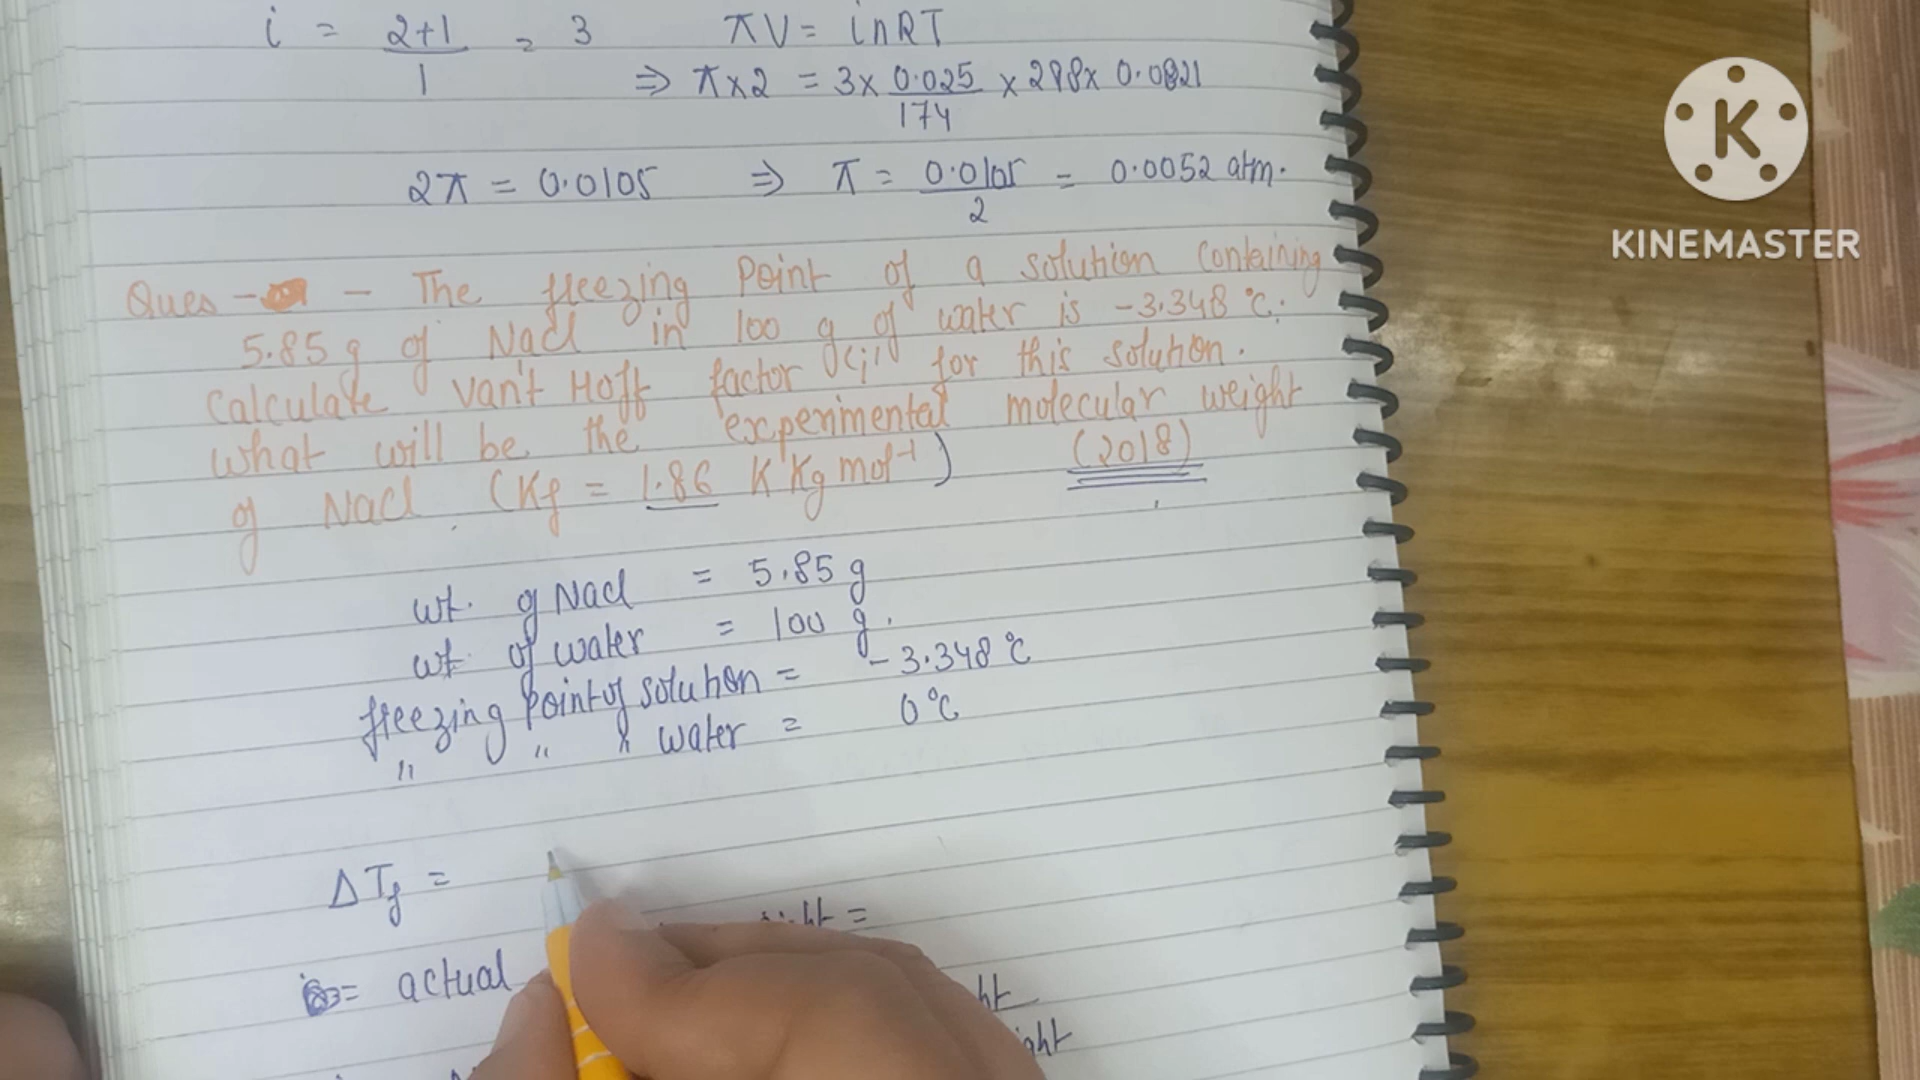 i = 2+1 / 1 = 3 πV = inRT
⇒ π×2 = 3× 0.025 / 174 ×298× 0.0821
2π = 0.0105 ⇒ π = 0.0105 / 2 = 0.0052 atm.
Ques - - The freezing Point of a solution containing
5.85 g of NaCl in 100 g of water is -3.348 °C.
Calculate van't Hoff factor 'i' for this solution.
what will be the experimental molecular weight
of NaCl (Kf = 1.86 K Kg mol⁻¹) (2018)
wt. of NaCl = 5.85 g
wt. of water = 100 g.
freezing point of solution = -3.348 °C
" " " water = 0°C
ΔTf =
i = actual
KINEMASTER